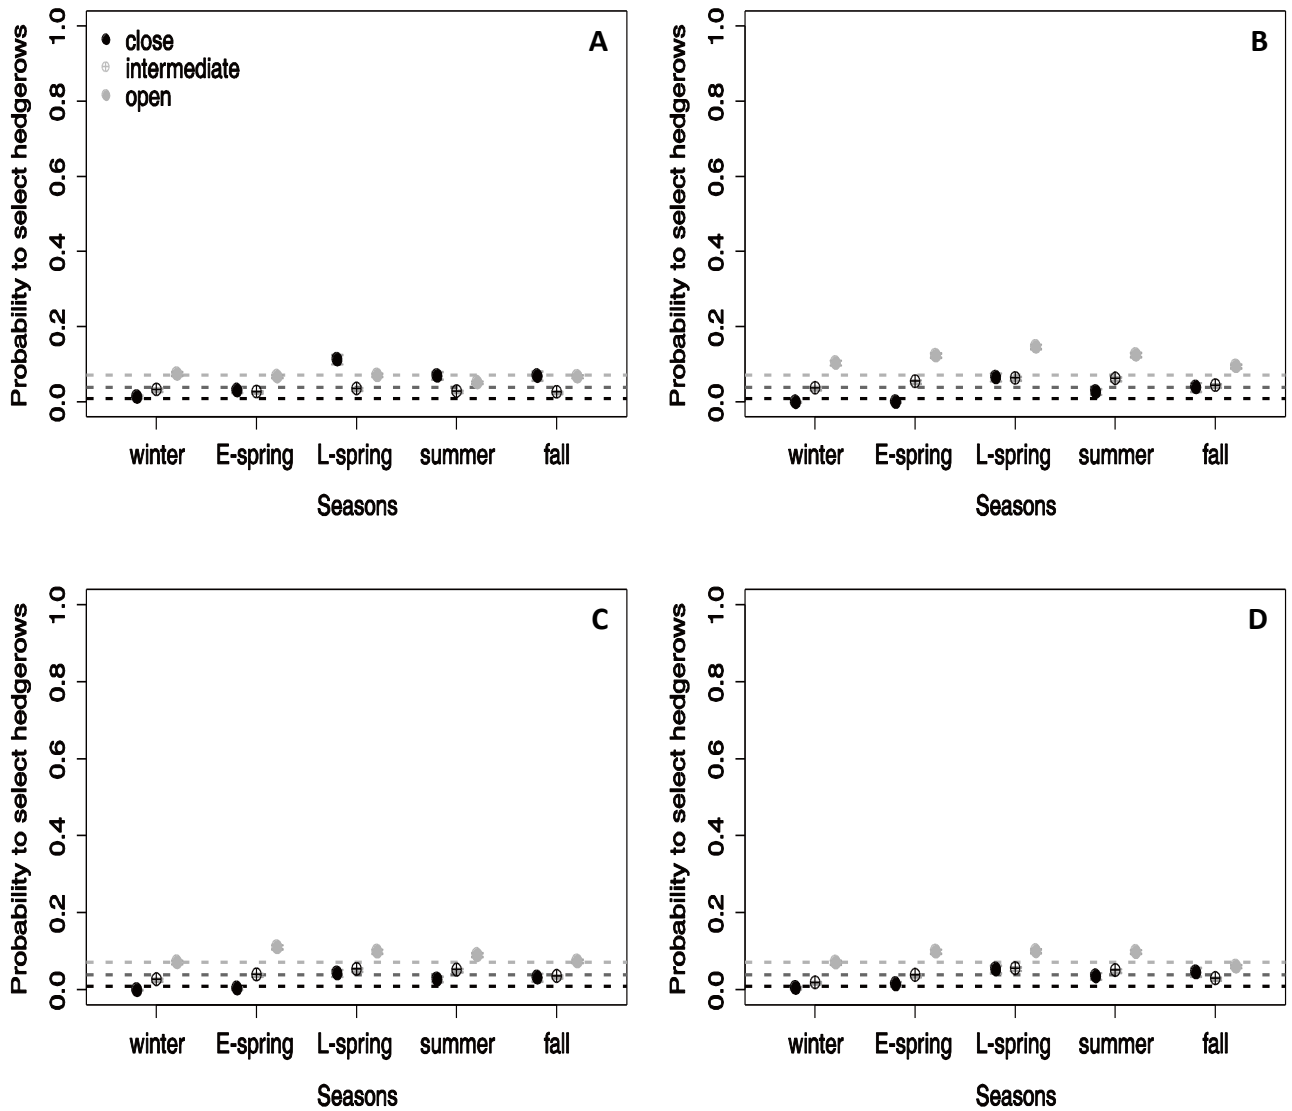 A
close
intermediate
open
Probability to select hedgerows
1.0
0.8
0.6
0.4
0.2
0.0
winter E-spring L-spring summer fall
Seasons
B
Probability to select hedgerows
1.0
0.8
0.6
0.4
0.2
0.0
winter E-spring L-spring summer fall
Seasons
C
Probability to select hedgerows
1.0
0.8
0.6
0.4
0.2
0.0
winter E-spring L-spring summer fall
Seasons
D
Probability to select hedgerows
1.0
0.8
0.6
0.4
0.2
0.0
winter E-spring L-spring summer fall
Seasons